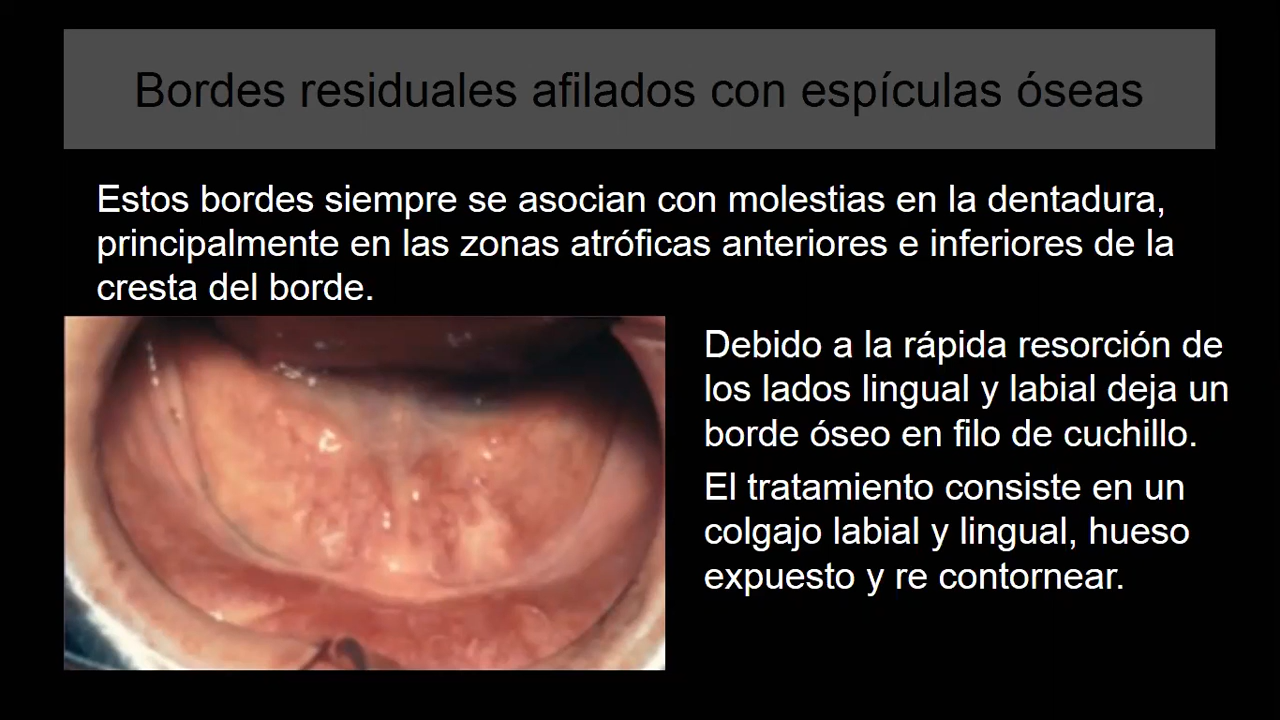 Bordes residuales afilados con espículas óseas
Estos bordes siempre se asocian con molestias en la dentadura,
principalmente en las zonas atróficas anteriores e inferiores de la
cresta del borde.
Debido a la rápida resorción de
los lados lingual y labial deja un
borde óseo en filo de cuchillo.
El tratamiento consiste en un
colgajo labial y lingual, hueso
expuesto y re contornear.